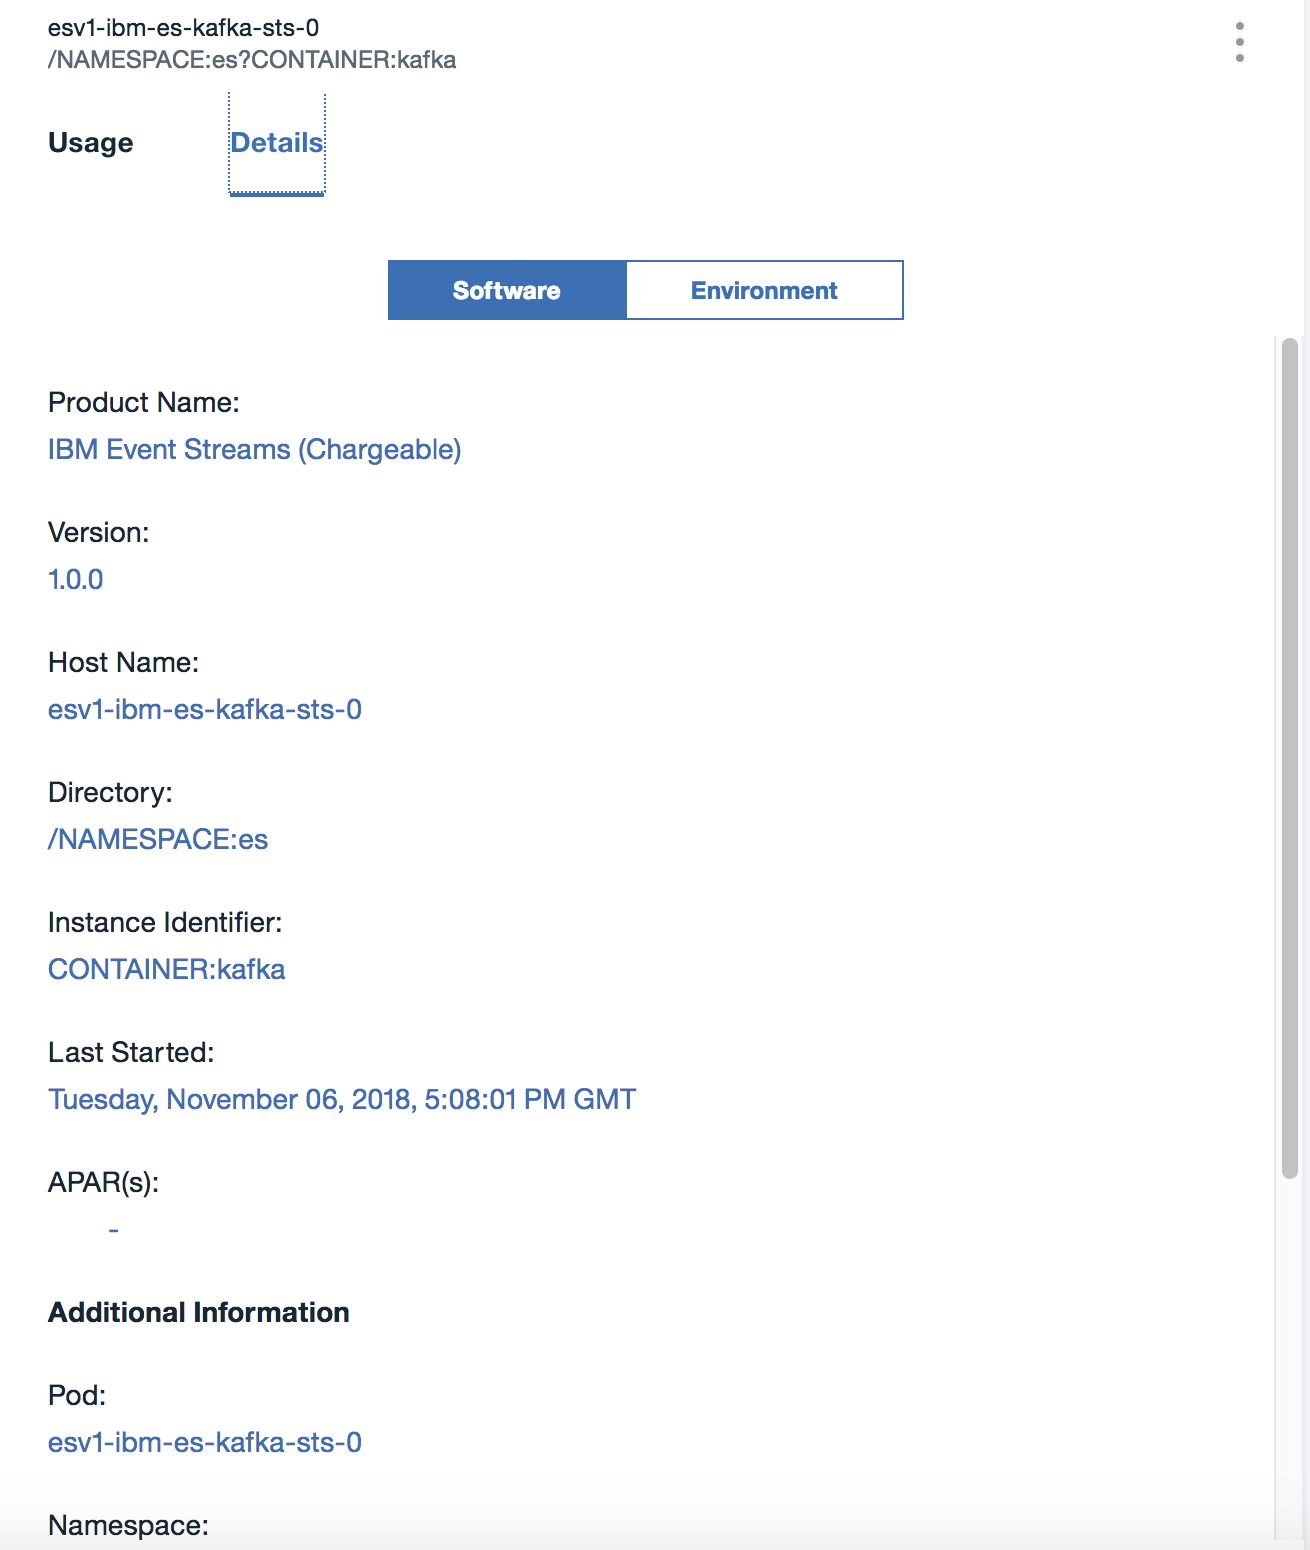 esv1-ibm-es-kafka-sts-0
/NAMESPACE:es?CONTAINER:kafka
Usage
Details
Software
Environment
Product Name:
IBM Event Streams (Chargeable)
Version:
1.0.0
Host Name:
esv1-ibm-es-kafka-sts-0
Directory:
/NAMESPACE:es
Instance Identifier:
CONTAINER:kafka
Last Started:
Tuesday, November 06, 2018, 5:08:01 PM GMT
APAR(s):
-
Additional Information
Pod:
esv1-ibm-es-kafka-sts-0
Namespace: